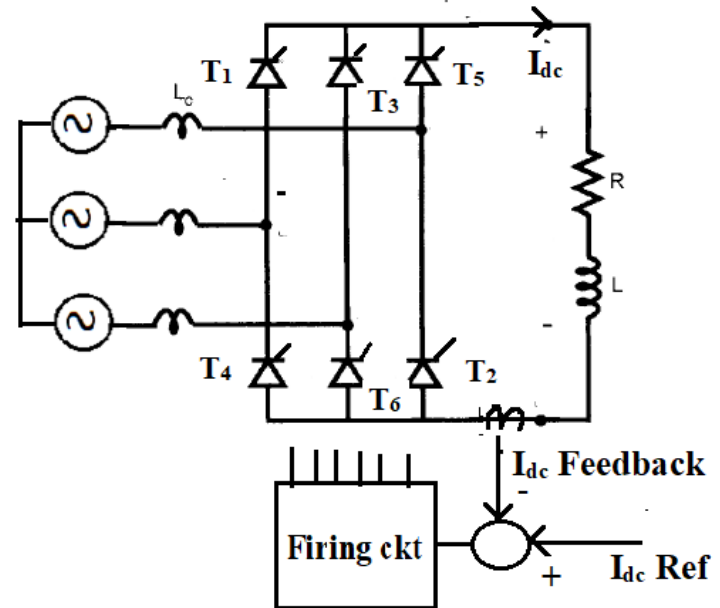 T1
T3
T5
Idc
Lc
+
-
R
L
-
T4
T6
T2
Idc Feedback
-
Firing ckt
+
Idc Ref